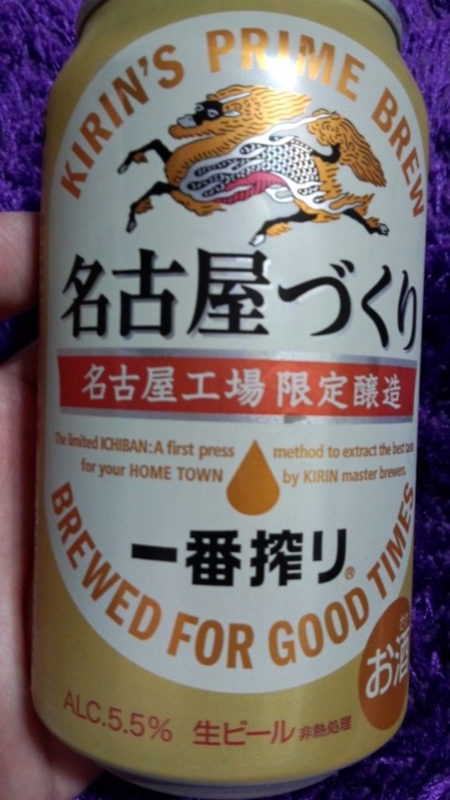 KIRIN'S PRIME BREW
名古屋づくり
名古屋工場 限定醸造
The limited ICHIBAN: A first press
for your HOME TOWN
method to extract the best taste
by KIRIN master brewers.
一番搾り®
BREWED FOR GOOD TIMES
お酒
ALC.5.5% 生ビール 非熱処理